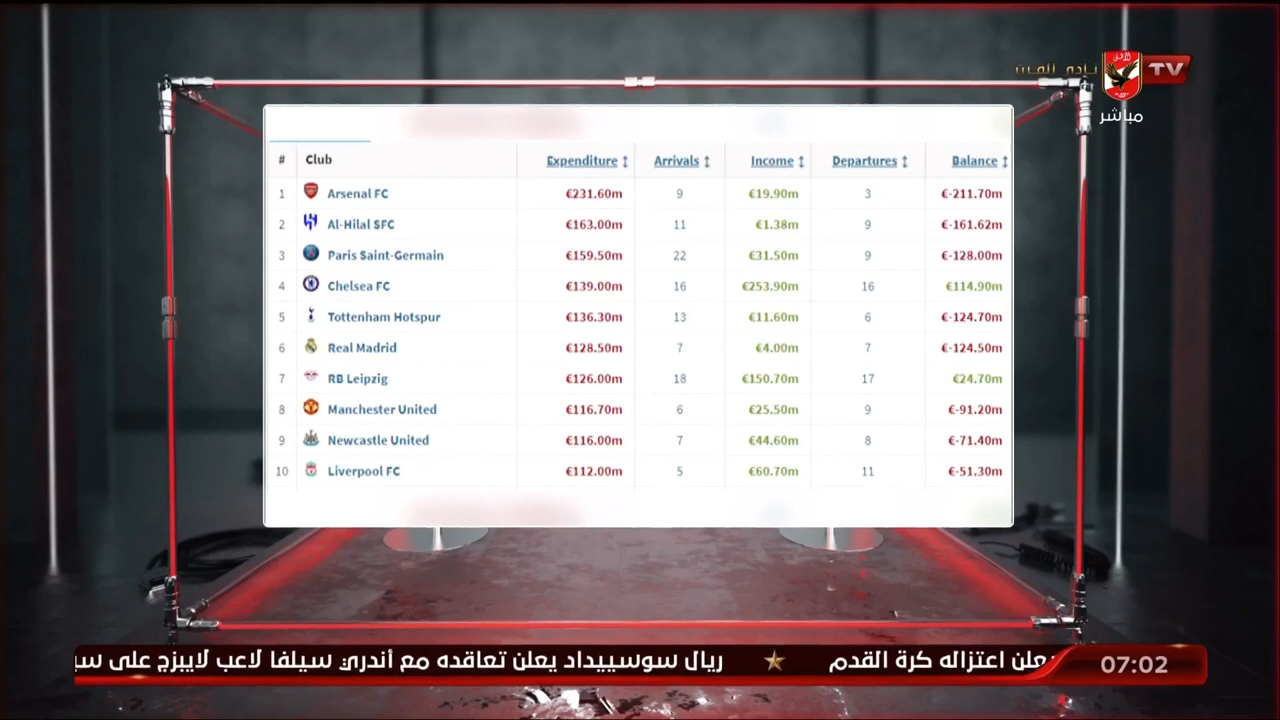 نادي القرن TV
مباشر
# Club Expenditure Arrivals Income Departures Balance
1 Arsenal FC €231.60m 9 €19.90m 3 €-211.70m
2 Al-Hilal SFC €163.00m 11 €1.38m 9 €-161.62m
3 Paris Saint-Germain €159.50m 22 €31.50m 9 €-128.00m
4 Chelsea FC €139.00m 16 €253.90m 16 €114.90m
5 Tottenham Hotspur €136.30m 13 €11.60m 6 €-124.70m
6 Real Madrid €128.50m 7 €4.00m 7 €-124.50m
7 RB Leipzig €126.00m 18 €150.70m 17 €24.70m
8 Manchester United €116.70m 6 €25.50m 9 €-91.20m
9 Newcastle United €116.00m 7 €44.60m 8 €-71.40m
10 Liverpool FC €112.00m 5 €60.70m 11 €-51.30m
07:02 يعلن اعتزاله كرة القدم ريال سوسييداد يعلن تعاقده مع أندري سيلفا لاعب لايبزج على